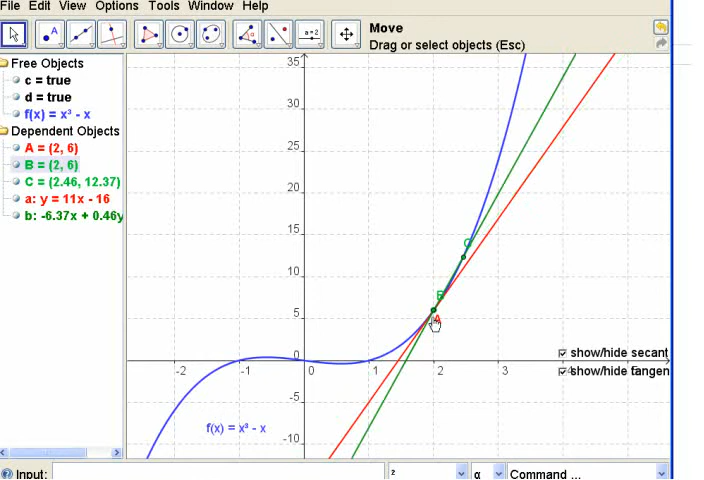 File Edit View Options Tools Window Help
A
a=2
Move
Drag or select objects (Esc)
Free Objects
c = true
d = true
f(x) = x³ - x
Dependent Objects
A = (2, 6)
B = (2, 6)
C = (2.46, 12.37)
a: y = 11x - 16
b: -6.37x + 0.46y
35
30
25
20
15
10
5
0
-5
-10
-2 -1 0 1 2 3 4
C
B
A
show/hide secant
show/hide tangen
f(x) = x³ - x
Input:
2
α
Command ...